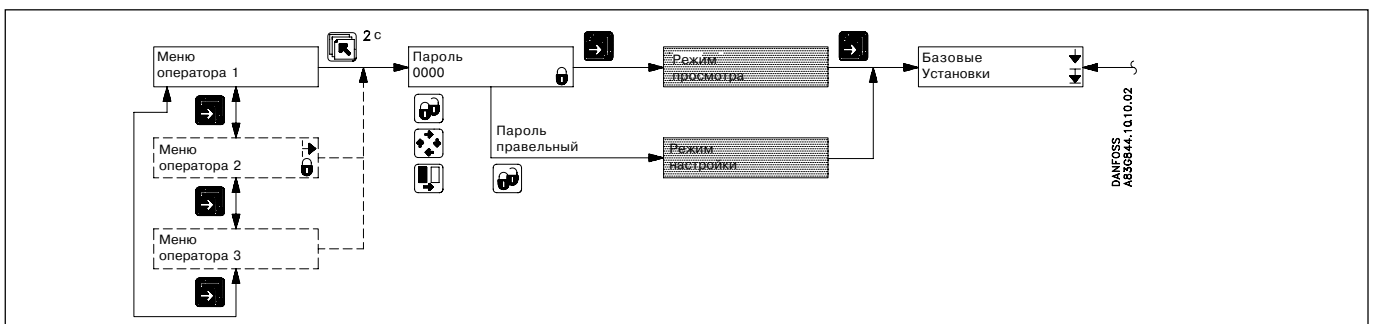 Меню
оператора 1
2 с
Пароль
0000
Режим
просмотра
Базовые
Установки
Меню
оператора 2
Пароль
правельный
Режим
настройки
Меню
оператора 3
DANFOSS
A83G844.10.10.02